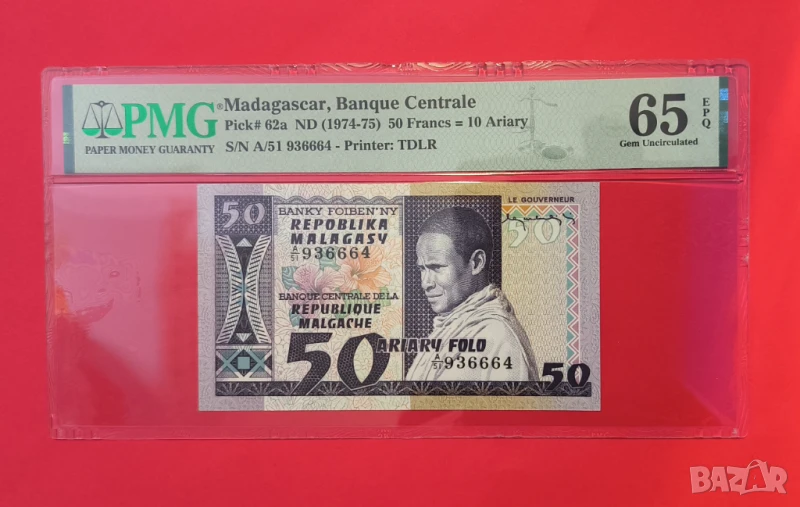 PMG
PAPER MONEY GUARANTY
Madagascar, Banque Centrale
Pick# 62a ND (1974-75) 50 Francs = 10 Ariary
S/N A/51 936664 - Printer: TDLR
65
EPQ
Gem Uncirculated
50
BANKY FOIBEN'NY
REPOBLIKA
MALAGASY
A/51 936664
BANQUE CENTRALE DE LA
REPUBLIQUE
MALGACHE
LE GOUVERNEUR
50
50 ARIARY FOLO
A/51 936664
50
BAZAR